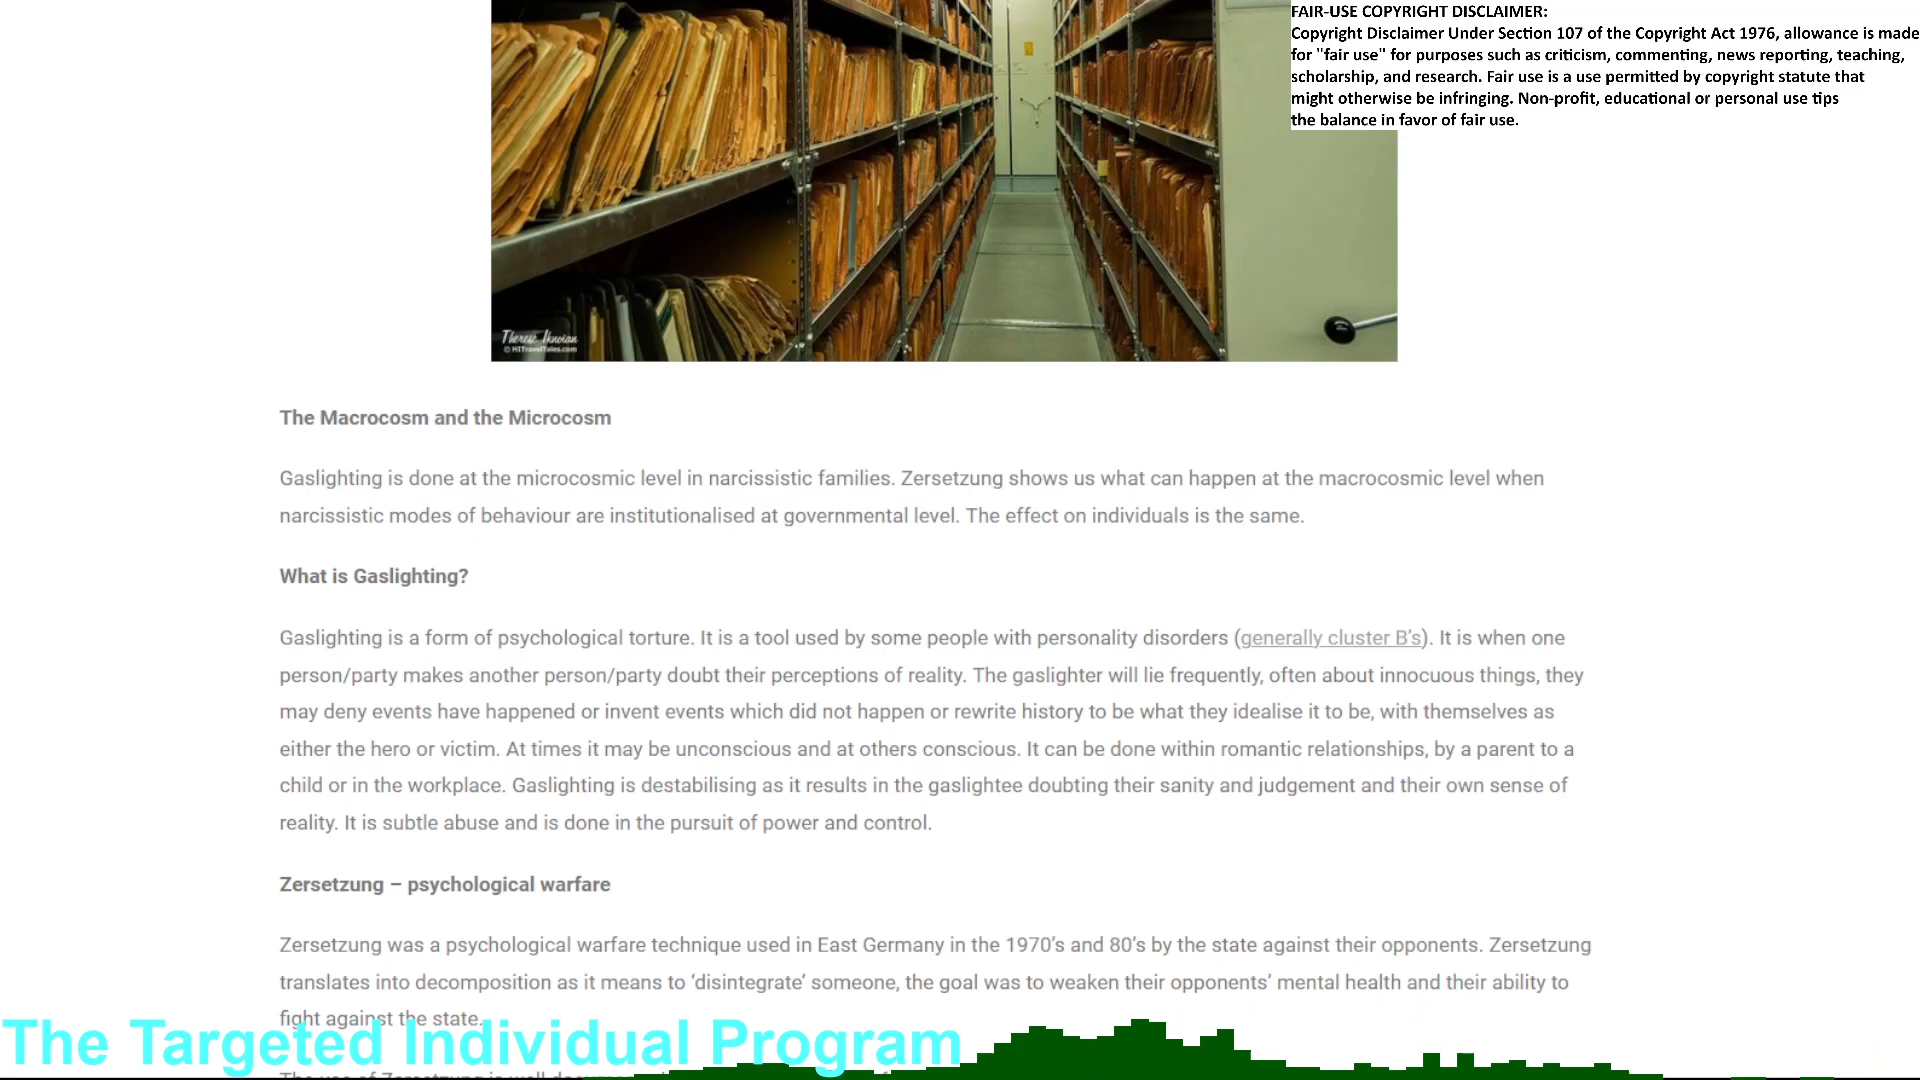 FAIR-USE COPYRIGHT DISCLAIMER:
Copyright Disclaimer Under Section 107 of the Copyright Act 1976, allowance is made
for "fair use" for purposes such as criticism, commenting, news reporting, teaching,
scholarship, and research. Fair use is a use permitted by copyright statute that
might otherwise be infringing. Non-profit, educational or personal use tips
the balance in favor of fair use.
Therese Iknoian
© HITravelTales.com
The Macrocosm and the Microcosm
Gaslighting is done at the microcosmic level in narcissistic families. Zersetzung shows us what can happen at the macrocosmic level when
narcissistic modes of behaviour are institutionalised at governmental level. The effect on individuals is the same.
What is Gaslighting?
Gaslighting is a form of psychological torture. It is a tool used by some people with personality disorders (generally cluster B’s). It is when one
person/party makes another person/party doubt their perceptions of reality. The gaslighter will lie frequently, often about innocuous things, they
may deny events have happened or invent events which did not happen or rewrite history to be what they idealise it to be, with themselves as
either the hero or victim. At times it may be unconscious and at others conscious. It can be done within romantic relationships, by a parent to a
child or in the workplace. Gaslighting is destabilising as it results in the gaslightee doubting their sanity and judgement and their own sense of
reality. It is subtle abuse and is done in the pursuit of power and control.
Zersetzung – psychological warfare
Zersetzung was a psychological warfare technique used in East Germany in the 1970’s and 80’s by the state against their opponents. Zersetzung
translates into decomposition as it means to ‘disintegrate’ someone, the goal was to weaken their opponents’ mental health and their ability to
fight against the state.
The Targeted Individual Program
The use of Zersetzung is well